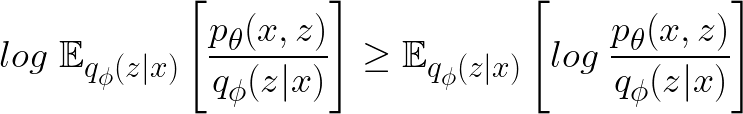 log 𝔼_{q_ϕ(z|x)} [ p_θ(x, z) / q_ϕ(z|x) ] ≥ 𝔼_{q_ϕ(z|x)} [ log p_θ(x, z) / q_ϕ(z|x) ]